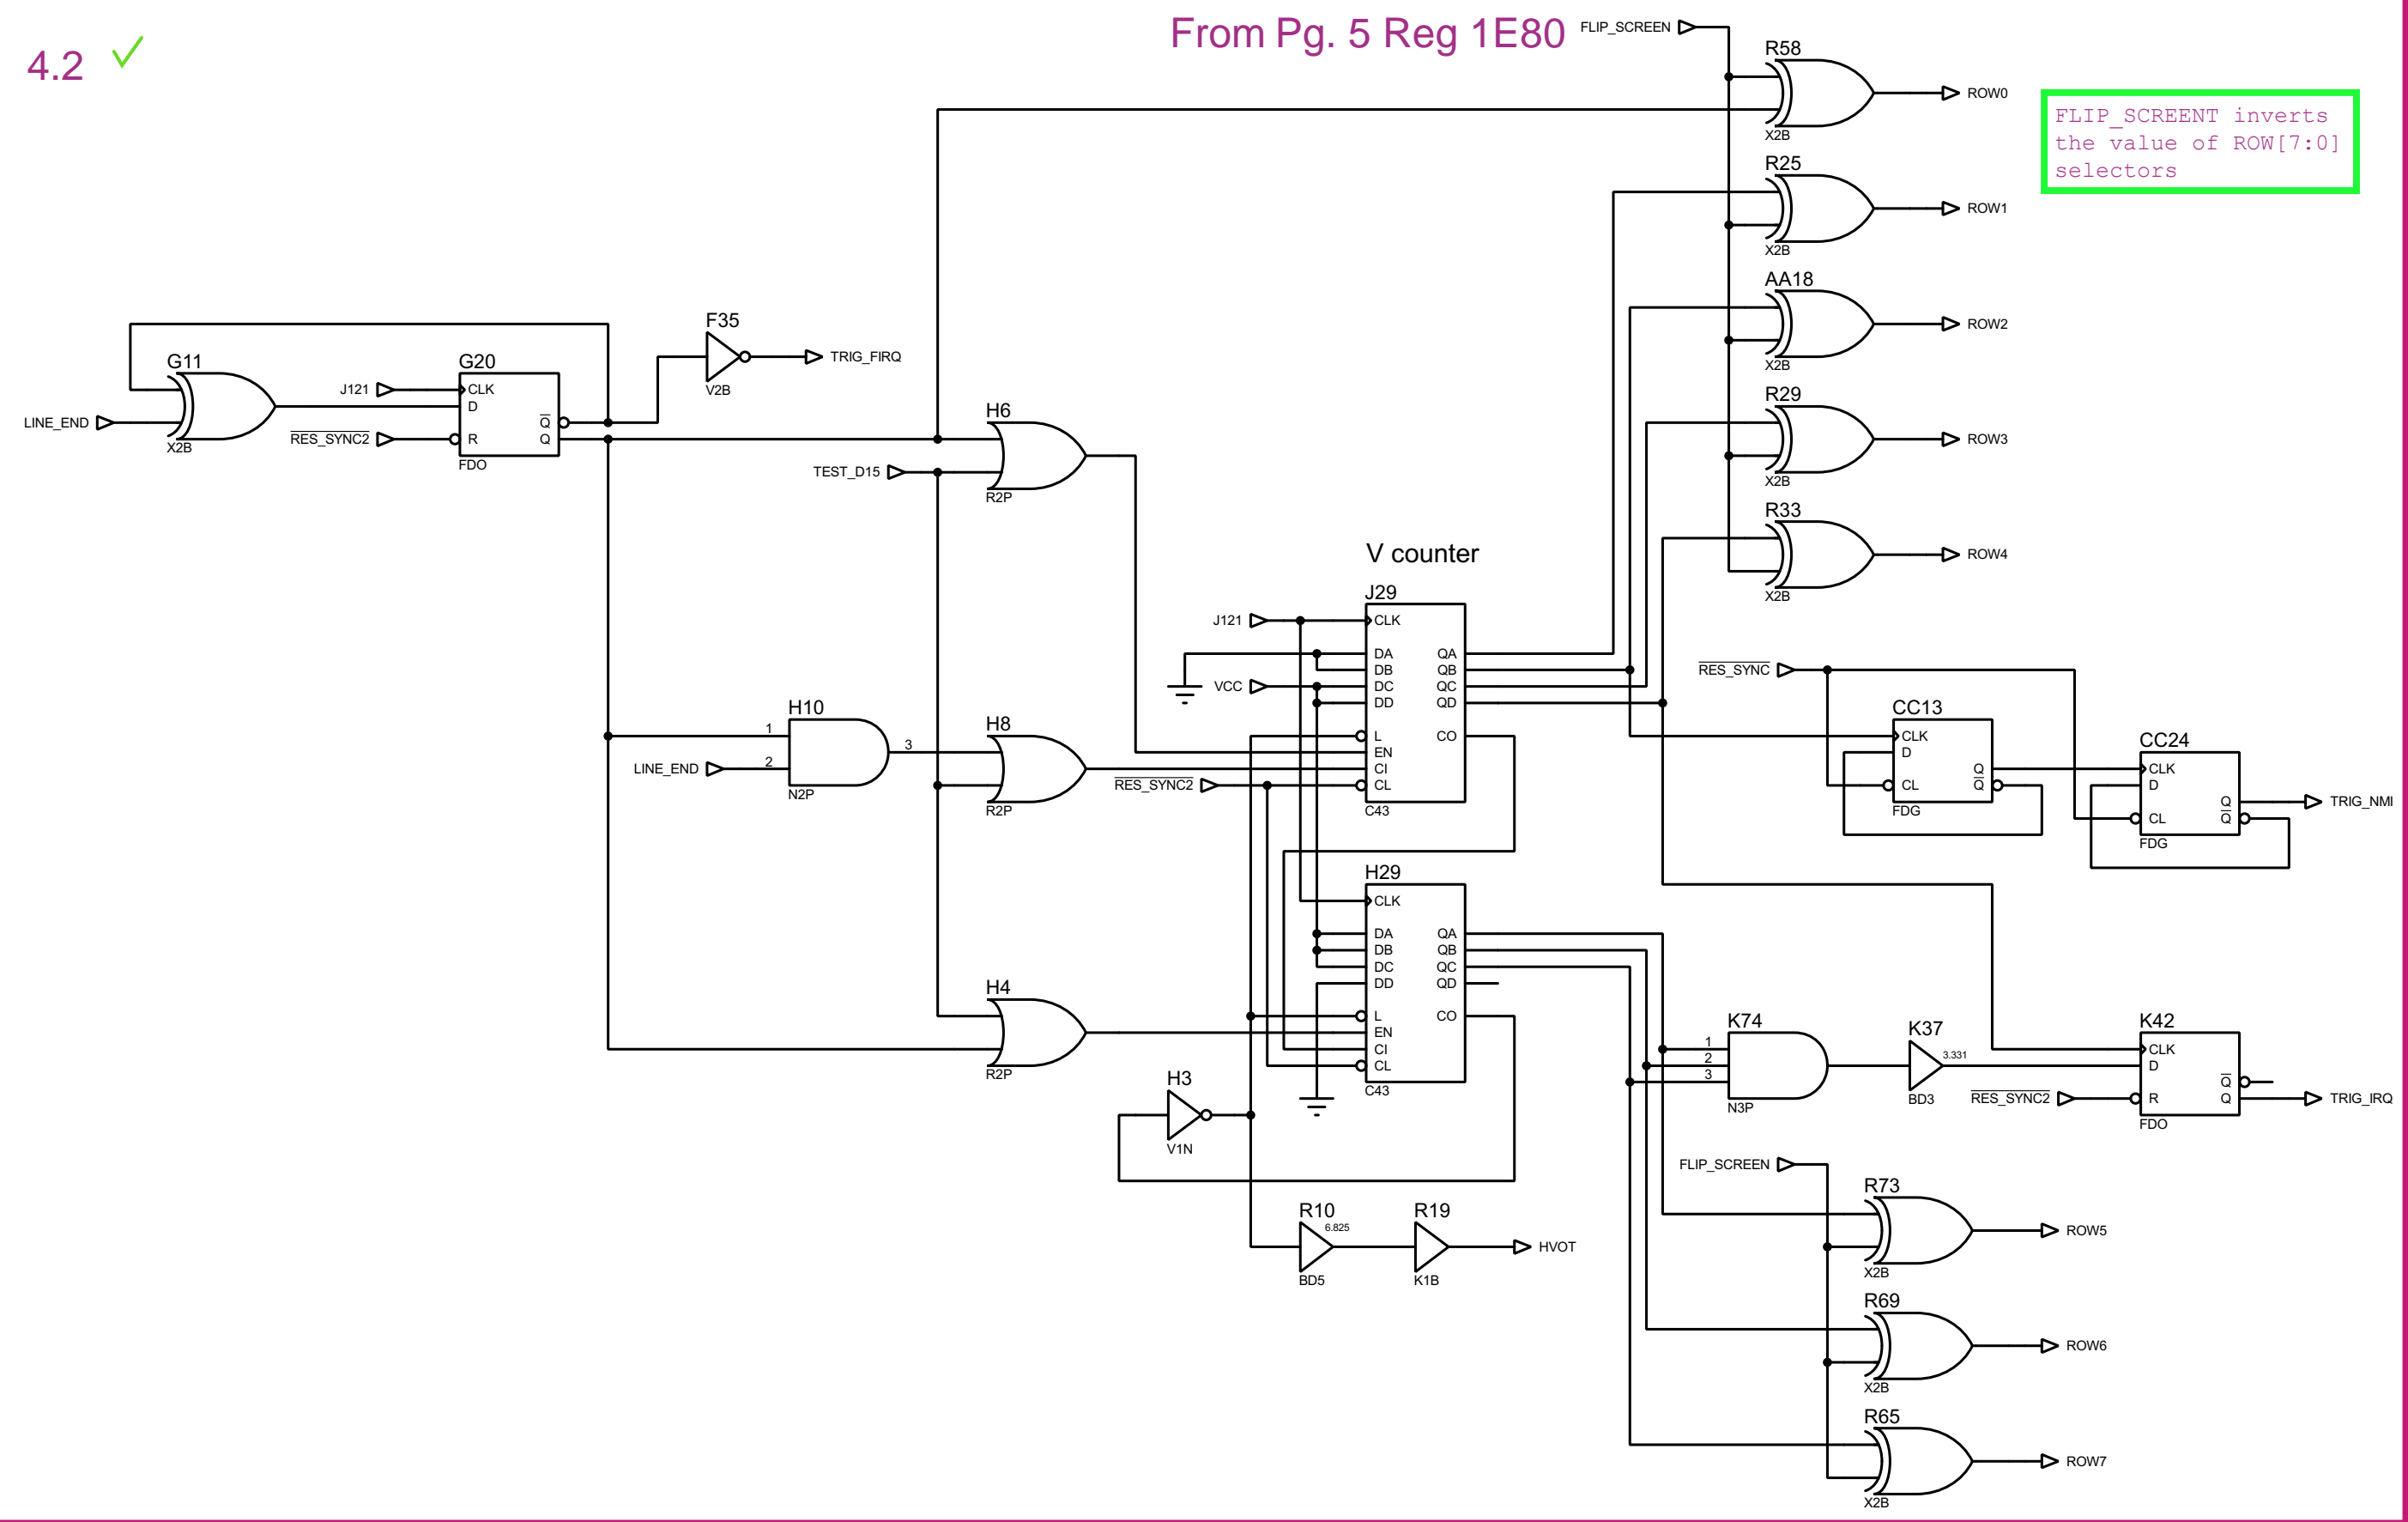 4.2
From Pg. 5 Reg 1E80
FLIP_SCREEN
R58
X2B
ROW0
FLIP_SCREENT inverts
the value of ROW[7:0]
selectors
R25
X2B
ROW1
AA18
X2B
ROW2
R29
X2B
ROW3
R33
X2B
ROW4
G11
LINE_END
X2B
G20
J121
CLK
D
RES_SYNC2
R
Q
Q
FDO
F35
V2B
TRIG_FIRQ
H6
TEST_D15
R2P
V counter
J29
J121
CLK
DA QA
DB QB
VCC
DC QC
DD QD
L CO
EN
CI
RES_SYNC2
CL
C43
H10
1
3
LINE_END
2
N2P
H8
R2P
RES_SYNC
CC13
CLK
D
Q
CL Q
FDG
CC24
CLK
D
Q
CL Q
FDG
TRIG_NMI
H29
CLK
DA QA
DB QB
DC QC
DD QD
L CO
EN
CI
CL
C43
H4
R2P
H3
V1N
K74
1
2
3
N3P
K37
3.331
BD3
K42
CLK
D
Q
RES_SYNC2
R Q
FDO
TRIG_IRQ
R10
6.825
BD5
R19
K1B
HVOT
FLIP_SCREEN
R73
X2B
ROW5
R69
X2B
ROW6
R65
X2B
ROW7